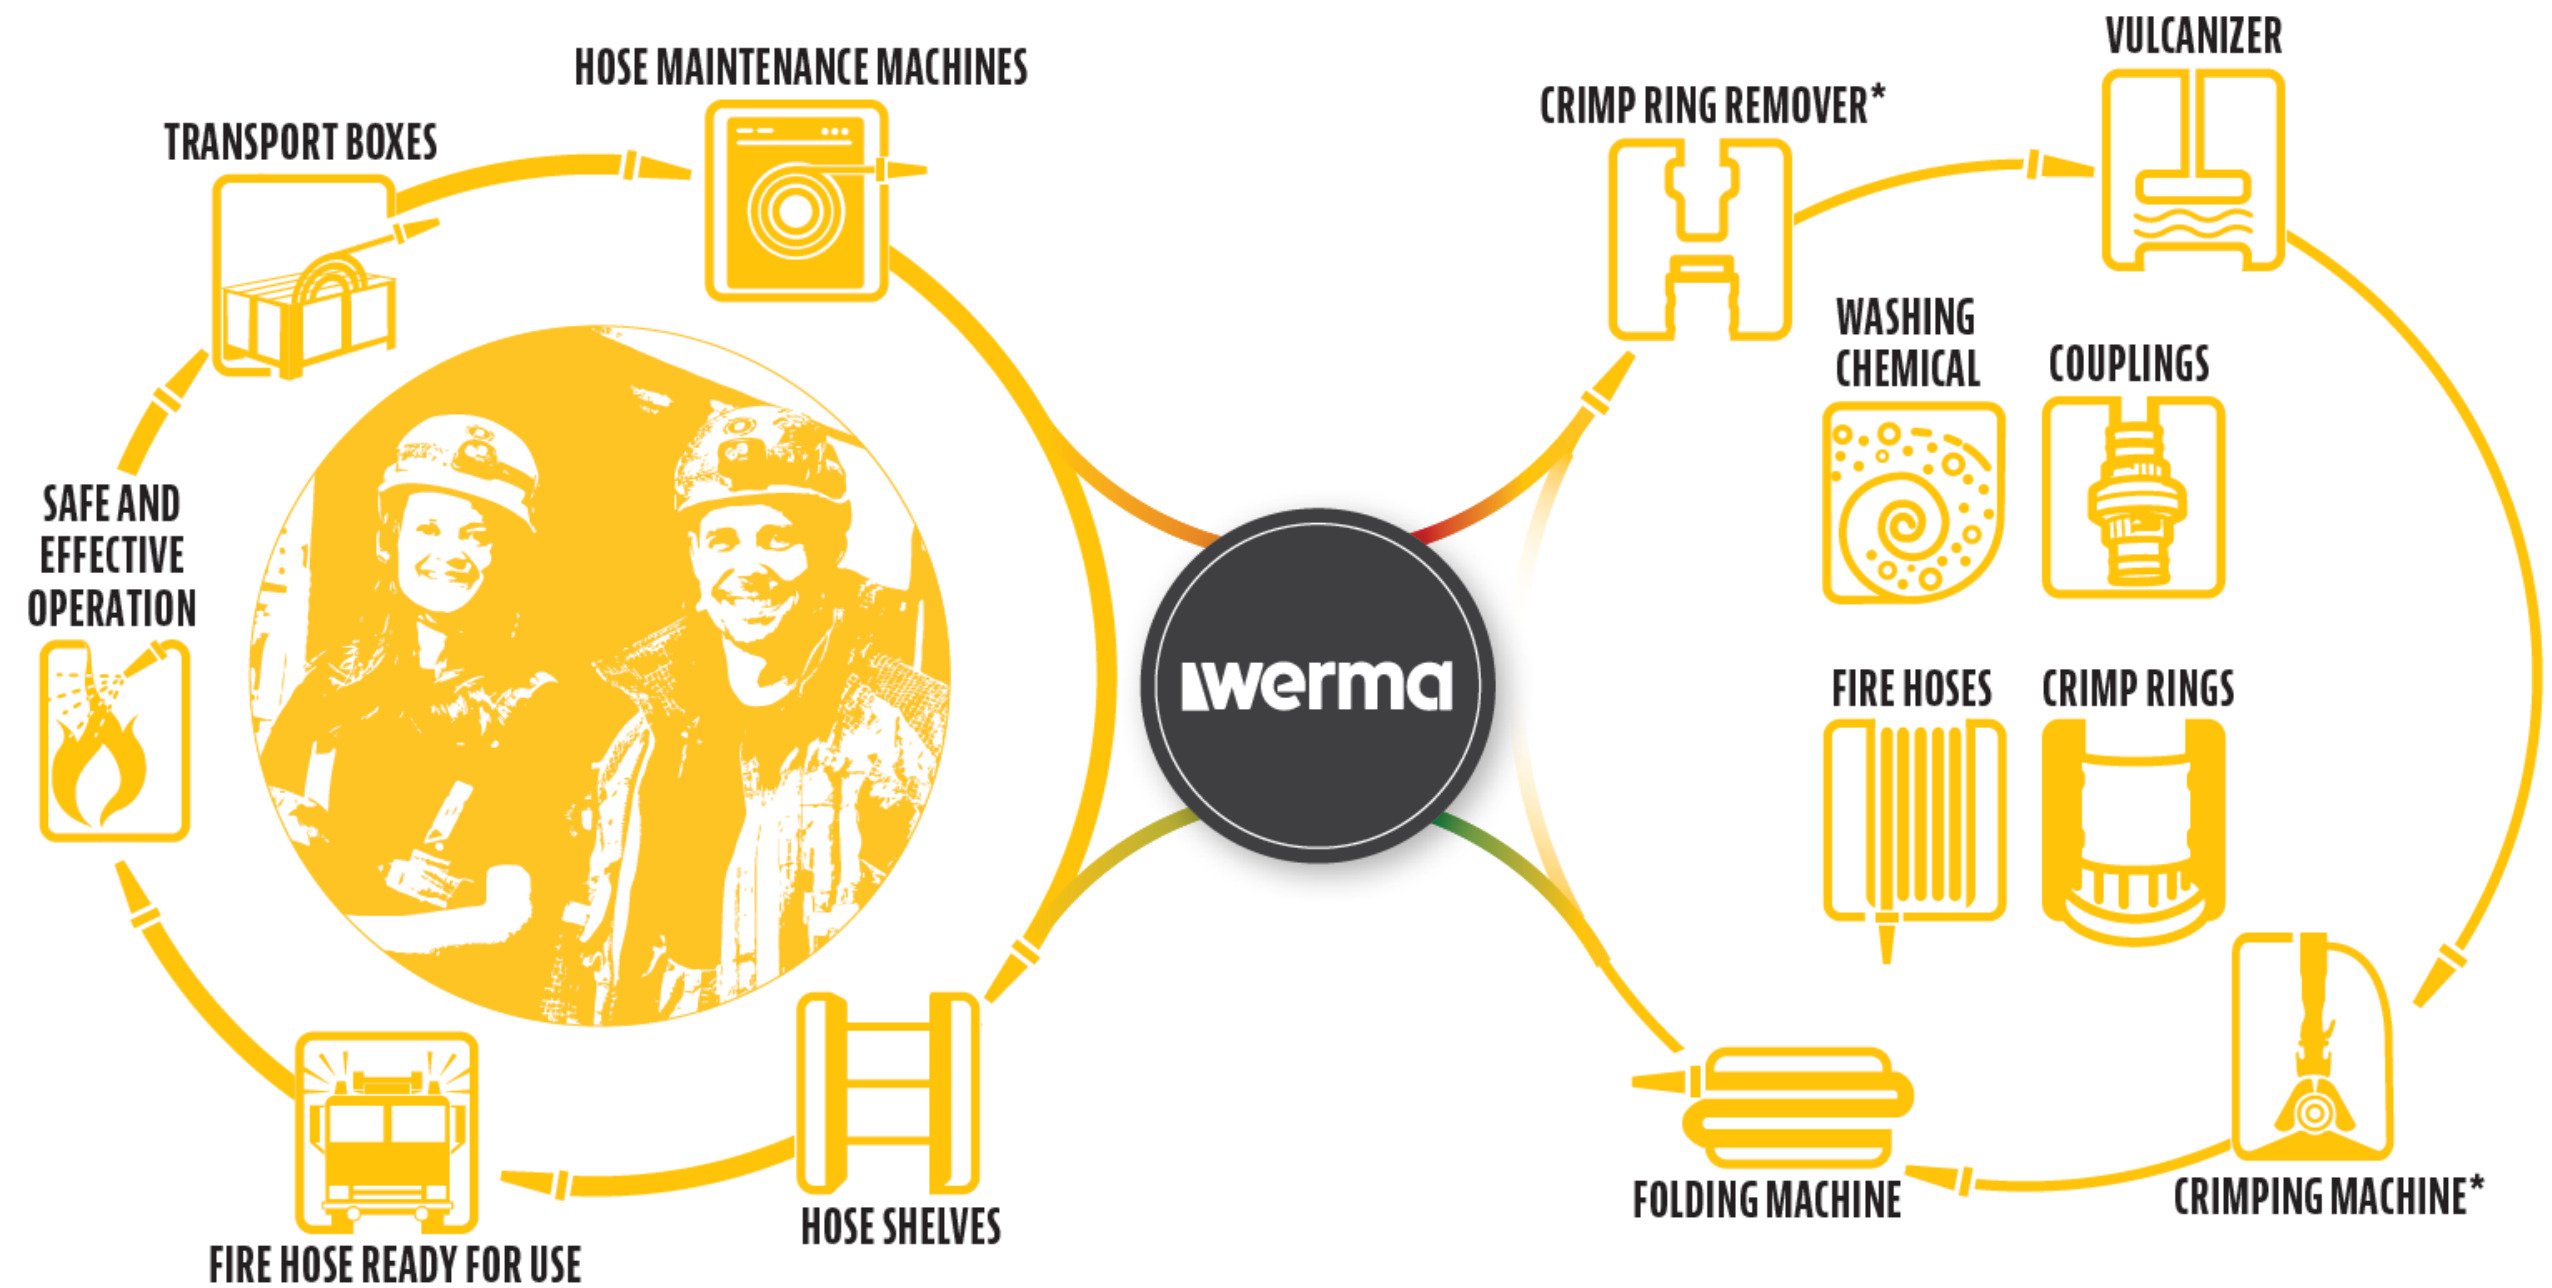 HOSE MAINTENANCE MACHINES
TRANSPORT BOXES
SAFE AND
EFFECTIVE
OPERATION
FIRE HOSE READY FOR USE
HOSE SHELVES
werma
CRIMP RING REMOVER*
VULCANIZER
WASHING
CHEMICAL
COUPLINGS
FIRE HOSES
CRIMP RINGS
FOLDING MACHINE
CRIMPING MACHINE*